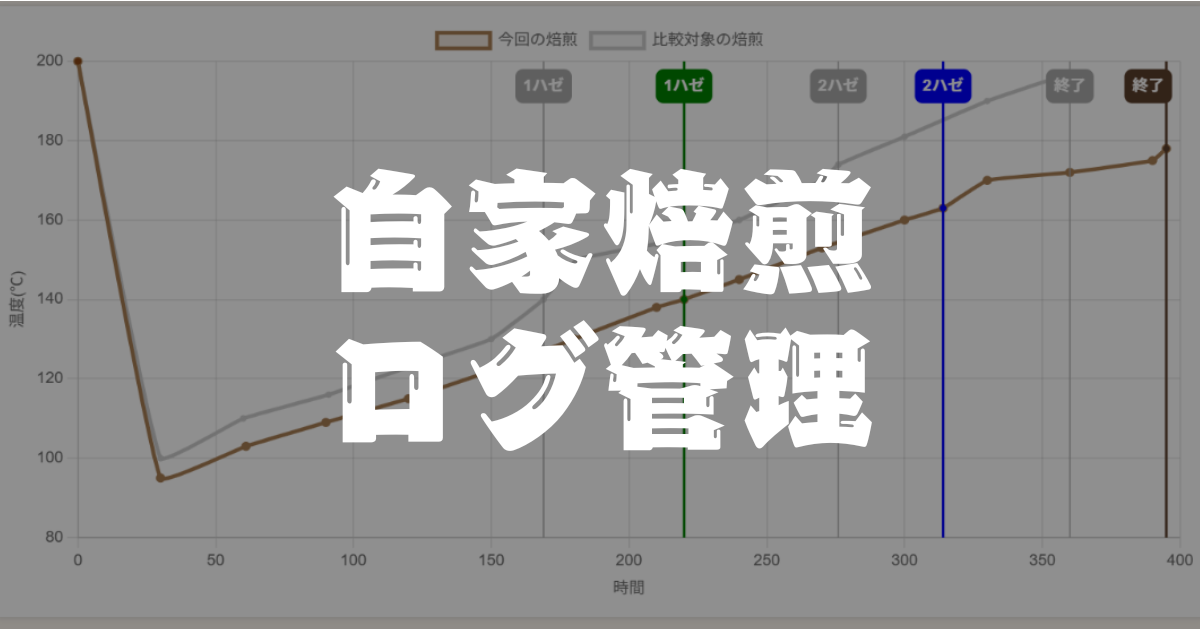 今回の焙煎
比較対象の焙煎
1ハゼ
1ハゼ
2ハゼ
2ハゼ
終了
終了
200
180
160
140
120
100
80
温度(℃)
自家焙煎
ログ管理
0
50
100
150
200
250
300
350
400
時間